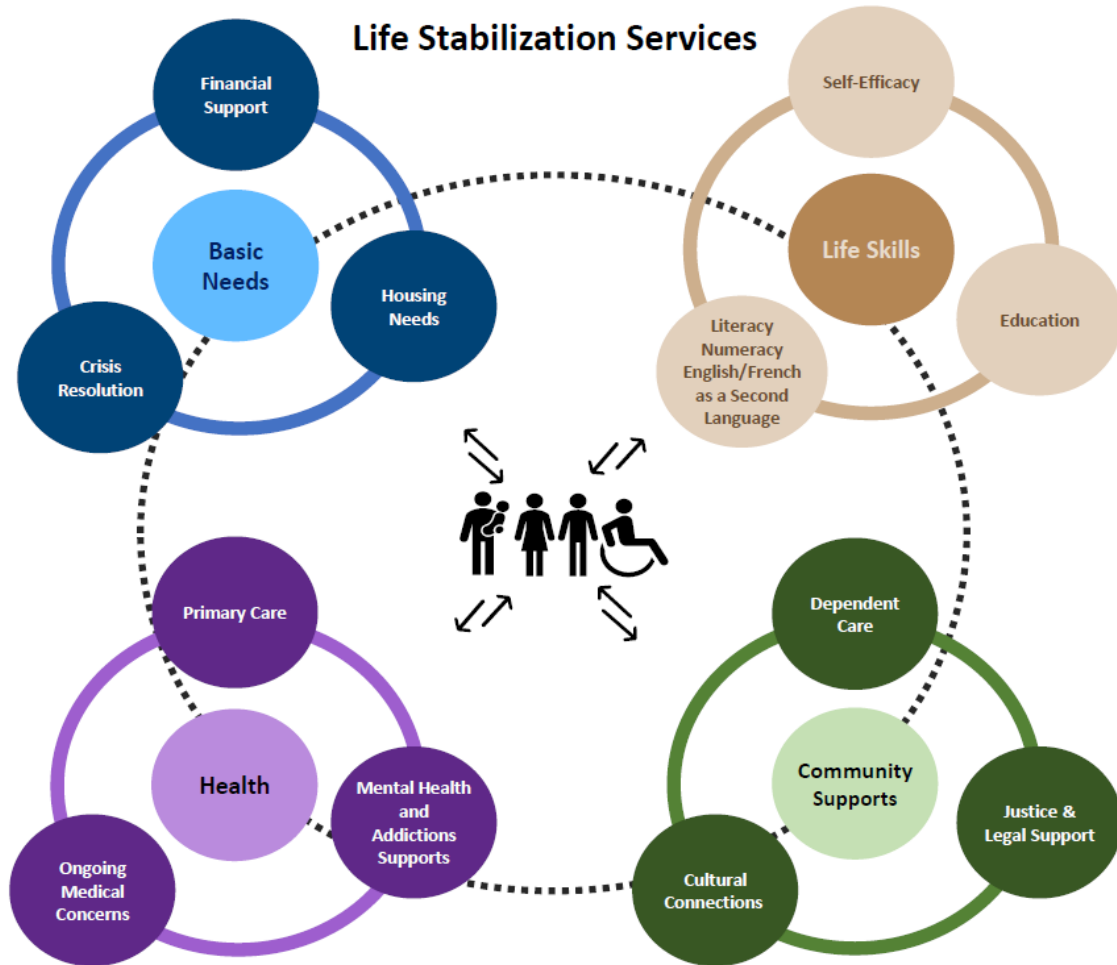 Life Stabilization Services
Financial
Support
Basic
Needs
Housing
Needs
Crisis
Resolution
Self-Efficacy
Life Skills
Education
Literacy
Numeracy
English/French
as a Second
Language
Primary Care
Health
Mental Health
and
Addictions
Supports
Ongoing
Medical
Concerns
Dependent
Care
Community
Supports
Justice &
Legal Support
Cultural
Connections